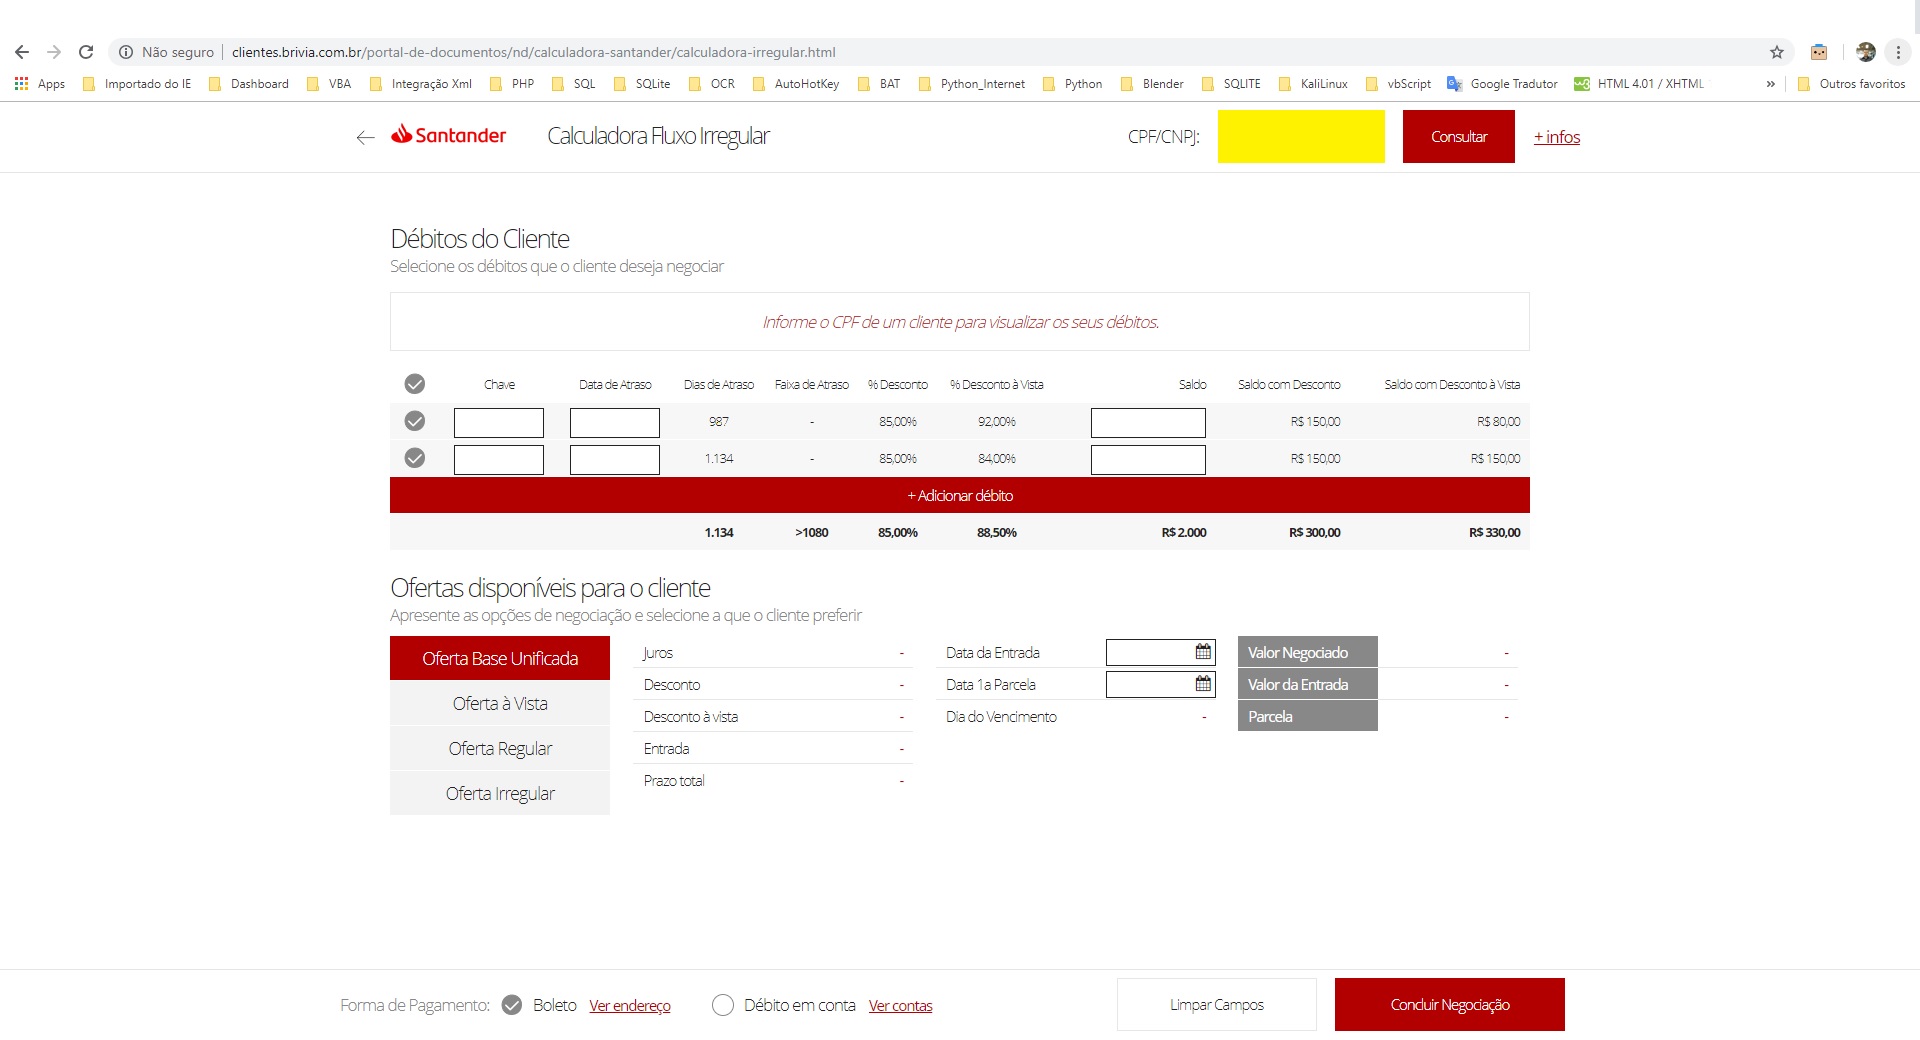 Não seguro clientes.brivia.com.br/portal-de-documentos/nd/calculadora-santander/calculadora-irregular.html
Apps Importado do IE Dashboard VBA Integração Xml PHP SQL SQLite OCR AutoHotKey BAT Python_Internet Python Blender SQLITE KaliLinux vbScript Google Tradutor HTML 4.01 / XHTML » Outros favoritos
Santander Calculadora Fluxo Irregular CPF/CNPJ: Consultar + infos
Débitos do Cliente
Selecione os débitos que o cliente deseja negociar
Informe o CPF de um cliente para visualizar os seus débitos.
Chave Data de Atraso Dias de Atraso Faixa de Atraso % Desconto % Desconto à Vista Saldo Saldo com Desconto Saldo com Desconto à Vista
987 - 85,00% 92,00% R$ 150,00 R$ 80,00
1.134 - 85,00% 84,00% R$ 150,00 R$ 150,00
+ Adicionar débito
1.134 >1080 85,00% 88,50% R$ 2.000 R$ 300,00 R$ 330,00
Ofertas disponíveis para o cliente
Apresente as opções de negociação e selecione a que o cliente preferir
Oferta Base Unificada
Oferta à Vista
Oferta Regular
Oferta Irregular
Juros -
Desconto -
Desconto à vista -
Entrada -
Prazo total -
Data da Entrada
Data 1a Parcela
Dia do Vencimento -
Valor Negociado -
Valor da Entrada -
Parcela -
Forma de Pagamento: Boleto Ver endereço Débito em conta Ver contas Limpar Campos Concluir Negociação